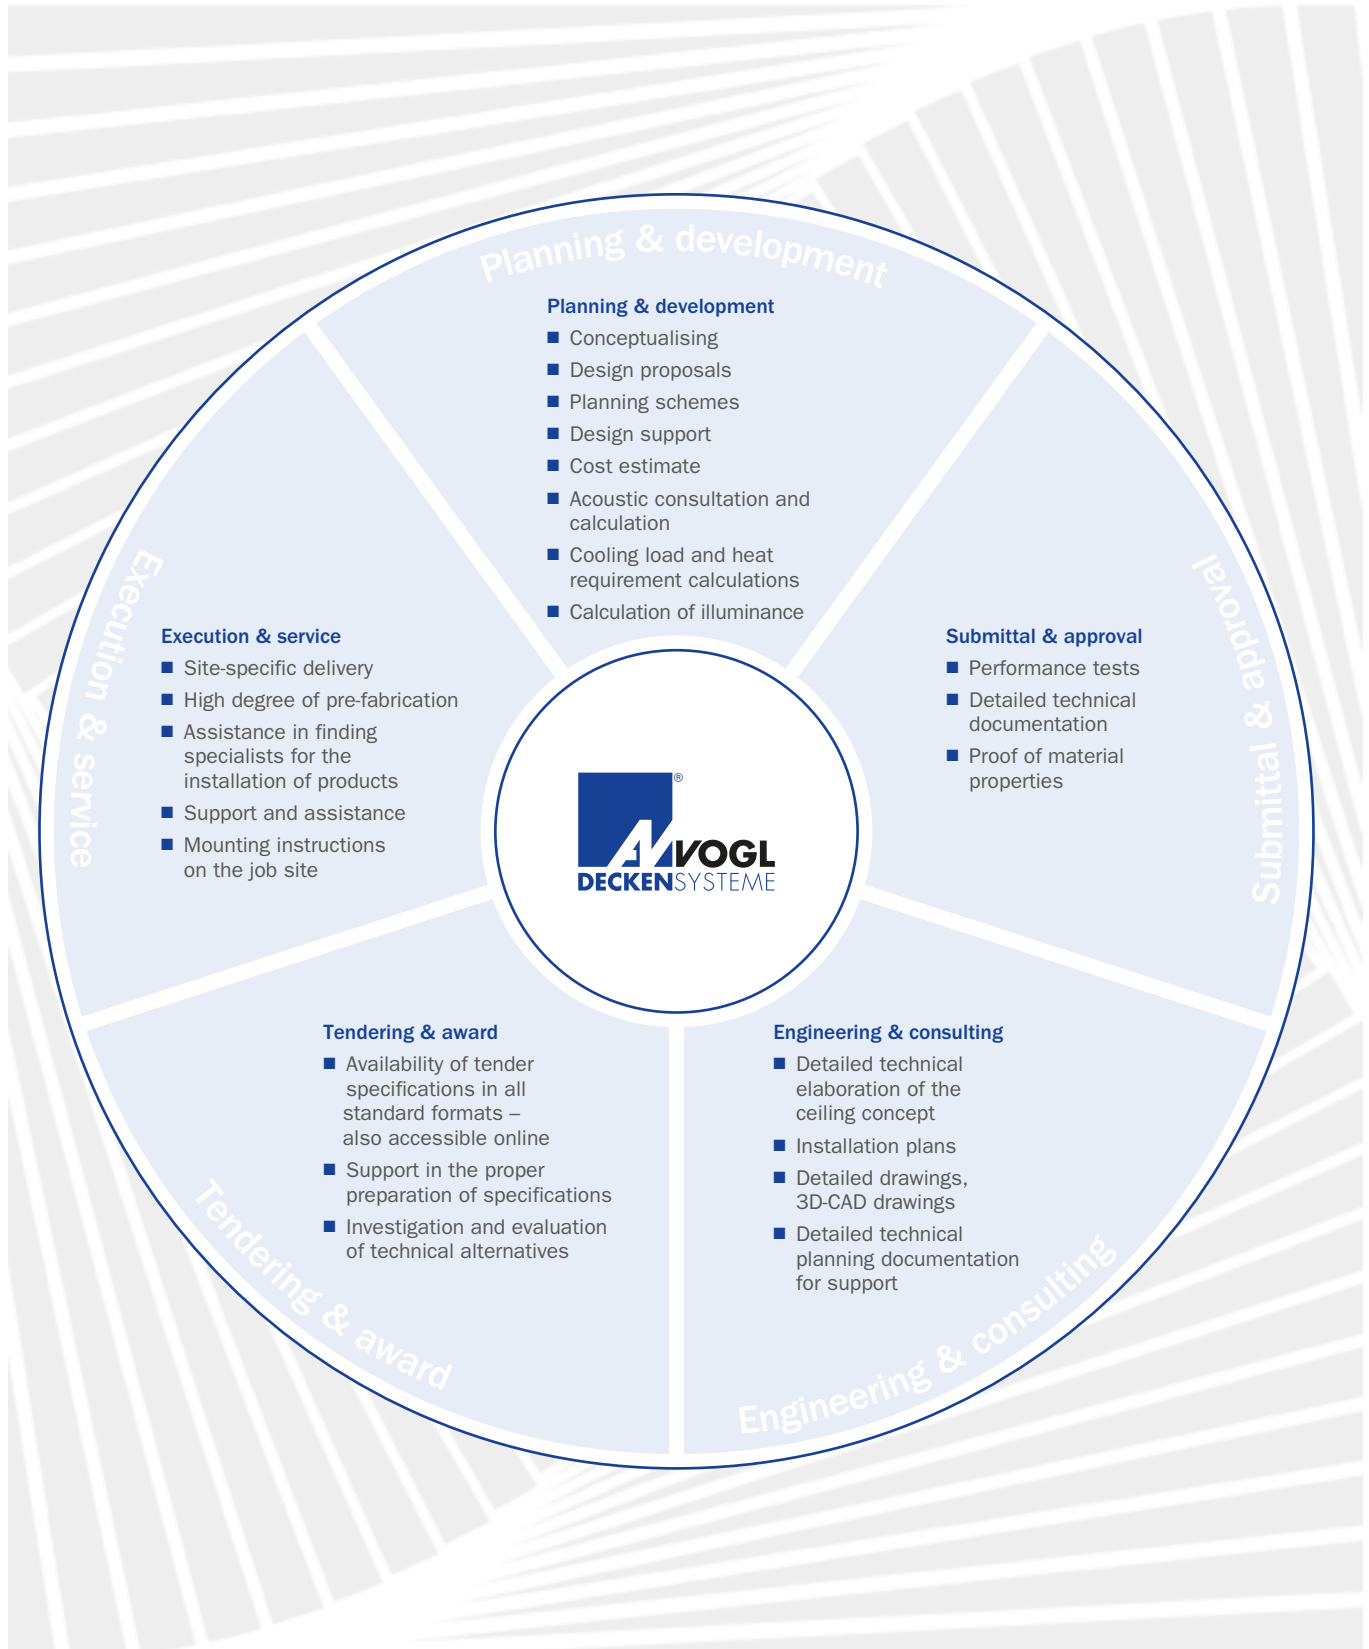 Planning & development
Planning & development
■ Conceptualising
■ Design proposals
■ Planning schemes
■ Design support
■ Cost estimate
■ Acoustic consultation and
calculation
■ Cooling load and heat
requirement calculations
■ Calculation of illuminance
Submittal & approval
Submittal & approval
■ Performance tests
■ Detailed technical
documentation
■ Proof of material
properties
Engineering & consulting
■ Detailed technical
elaboration of the
ceiling concept
■ Installation plans
■ Detailed drawings,
3D-CAD drawings
■ Detailed technical
planning documentation
for support
Engineering & consulting
Tendering & award
■ Availability of tender
specifications in all
standard formats –
also accessible online
■ Support in the proper
preparation of specifications
■ Investigation and evaluation
of technical alternatives
Tendering & award
Execution & service
Execution & service
■ Site-specific delivery
■ High degree of pre-fabrication
■ Assistance in finding
specialists for the
installation of products
■ Support and assistance
■ Mounting instructions
on the job site
®
VOGL
DECKENSYSTEME